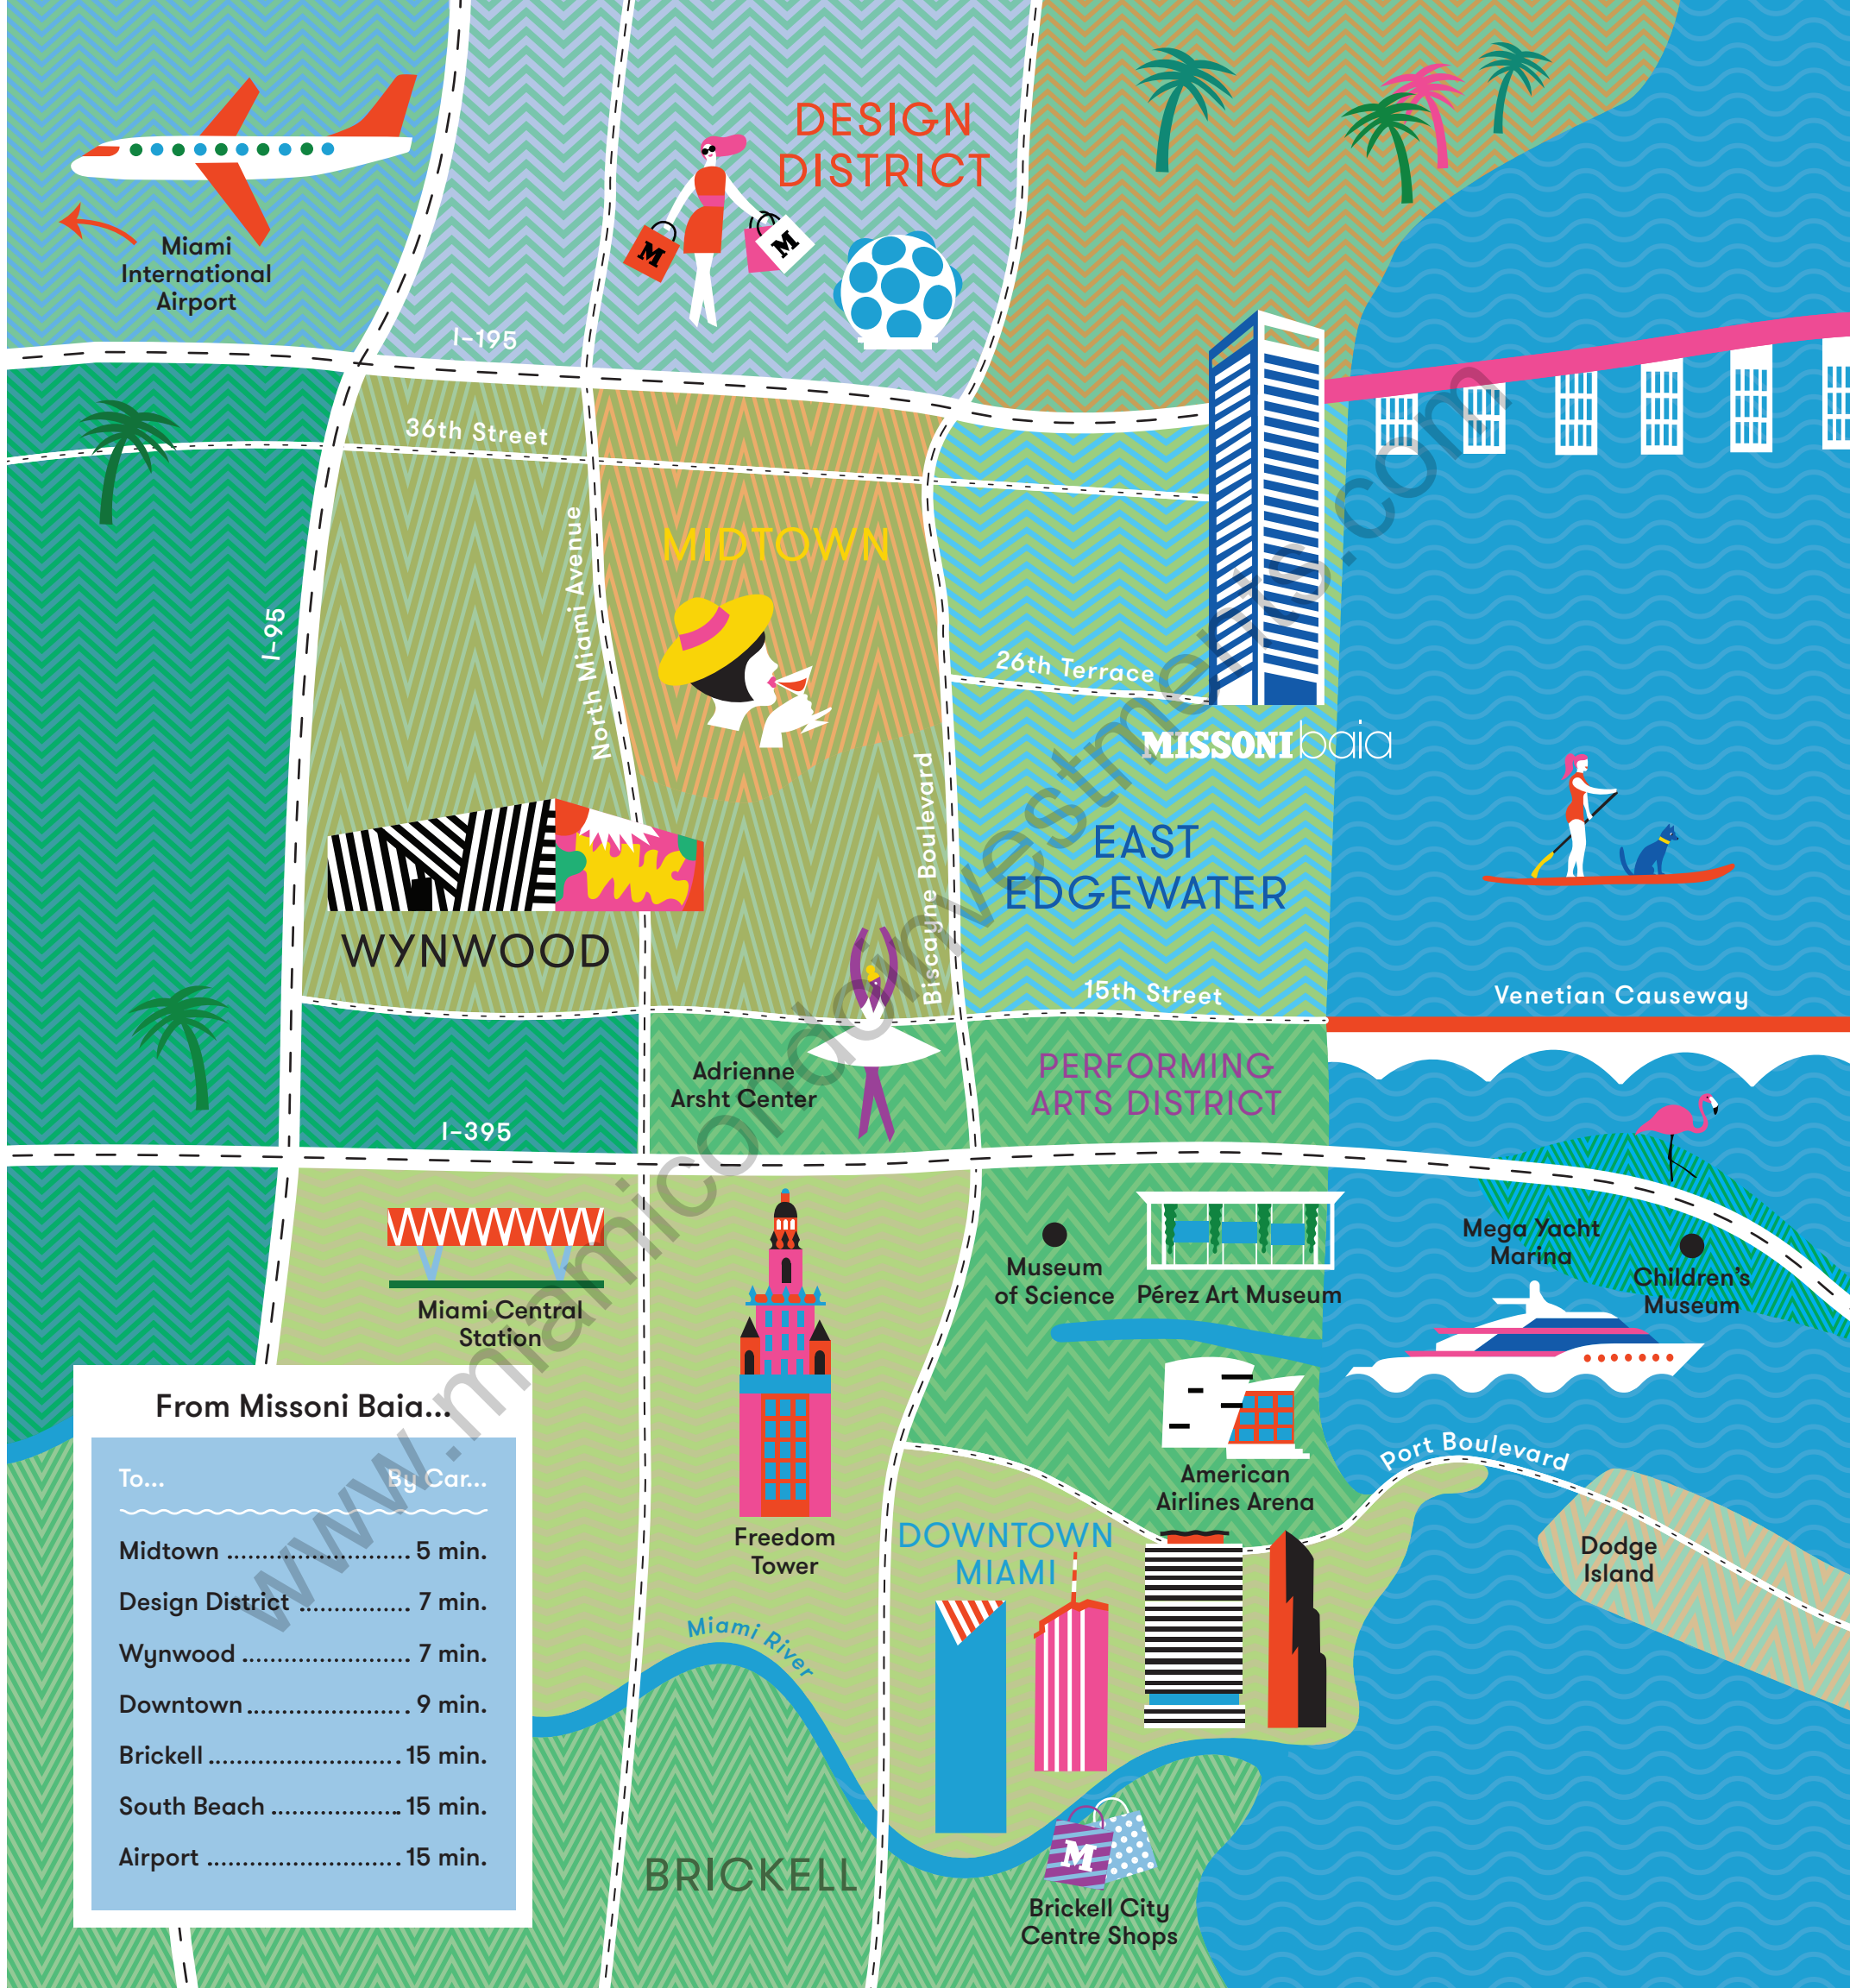 DESIGN
DISTRICT
M
M
Miami
International
Airport
I-195
36th Street
MIDTOWN
North Miami Avenue
I-95
26th Terrace
MISSONI baia
EAST
EDGEWATER
Biscayne Boulevard
WYNWOOD
15th Street
Venetian Causeway
Adrienne
Arsht Center
PERFORMING
ARTS DISTRICT
I-395
Miami Central
Station
Museum
of Science
Pérez Art Museum
Mega Yacht
Marina
Children's
Museum
American
Airlines Arena
Port Boulevard
Dodge
Island
Freedom
Tower
DOWNTOWN
MIAMI
Miami River
BRICKELL
M
Brickell City
Centre Shops
From Missoni Baia...
To... By Car...
Midtown .......................... 5 min.
Design District ................ 7 min.
Wynwood ........................ 7 min.
Downtown ....................... 9 min.
Brickell ............................ 15 min.
South Beach ................... 15 min.
Airport ............................ 15 min.
www.miamicondoinvestments.com